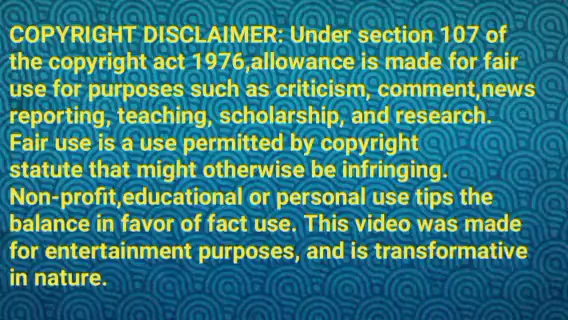 COPYRIGHT DISCLAIMER: Under section 107 of
the copyright act 1976,allowance is made for fair
use for purposes such as criticism, comment,news
reporting, teaching, scholarship, and research.
Fair use is a use permitted by copyright
statute that might otherwise be infringing.
Non-profit,educational or personal use tips the
balance in favor of fact use. This video was made
for entertainment purposes, and is transformative
in nature.